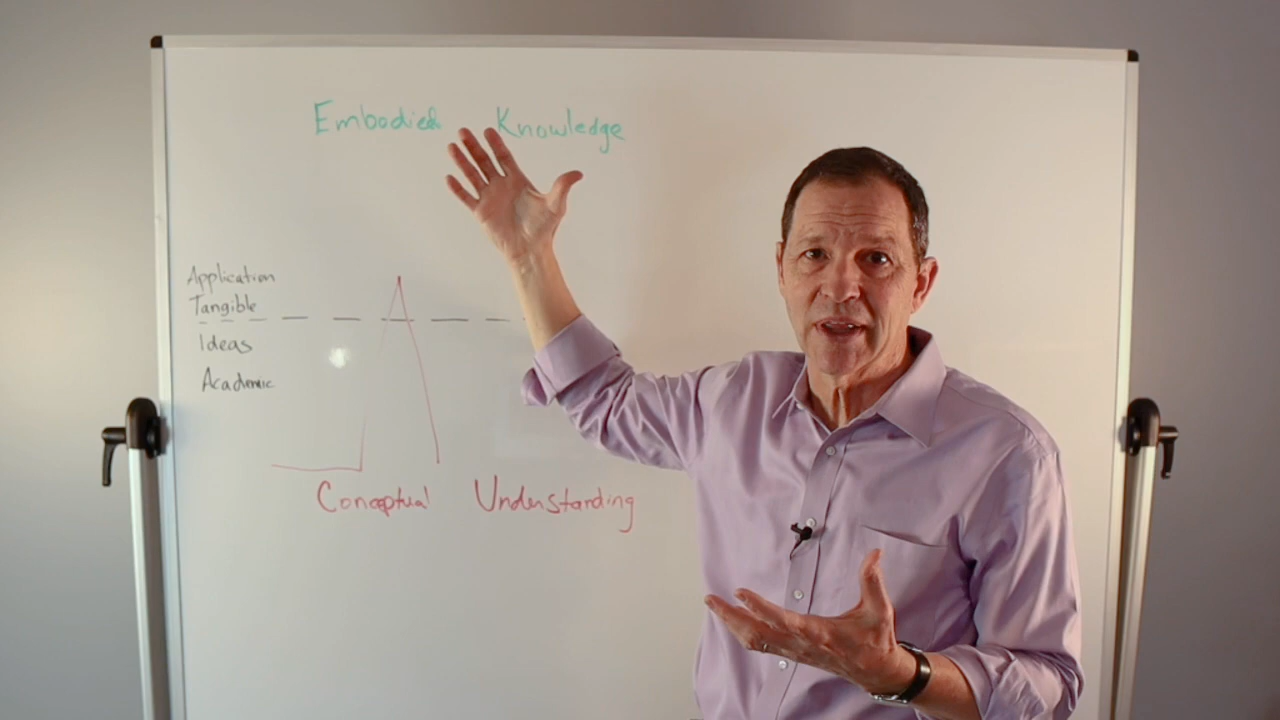 Embodied Knowledge
Application
Tangible
Ideas
Academic
Conceptual Understanding